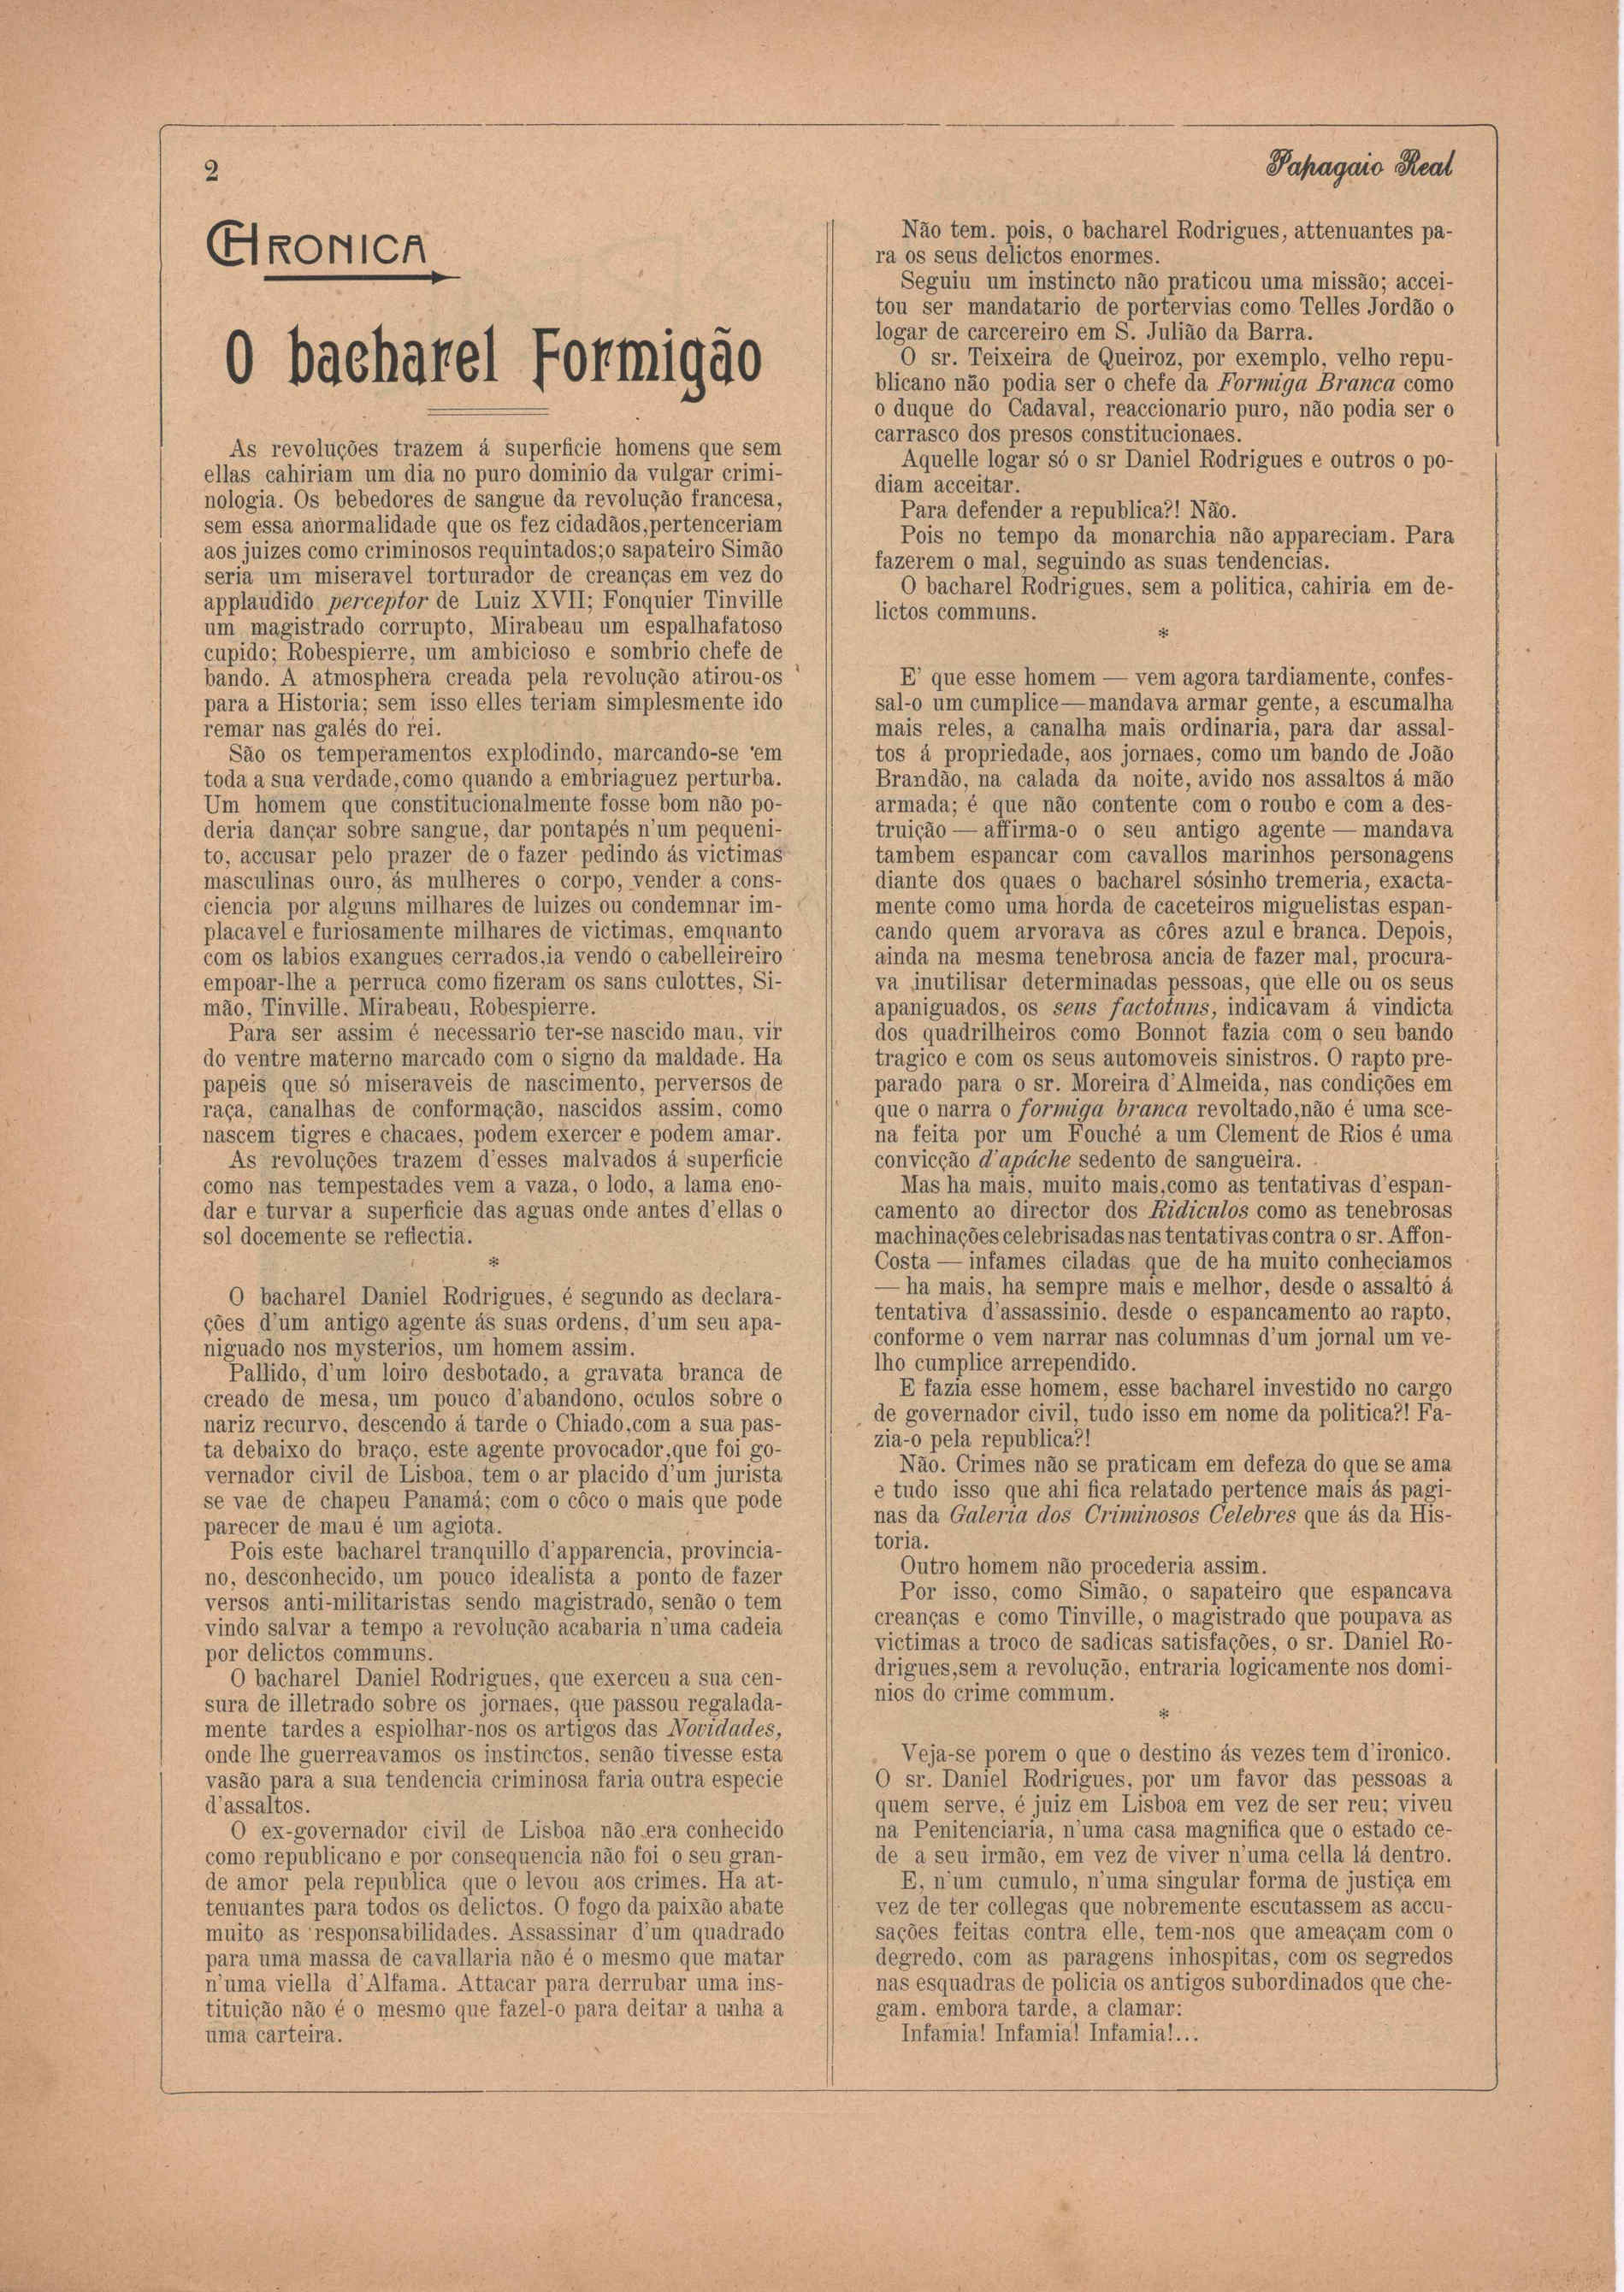 2
Papagaio Real
CHRONICA
O bacharel Formigão
As revoluções trazem á superficie homens que sem
ellas cahiriam um dia no puro dominio da vulgar crimi-
nologia. Os bebedores de sangue da revolução francesa,
sem essa anormalidade que os fez cidadãos,pertenceriam
aos juizes como criminosos requintados;o sapateiro Simão
seria um miseravel torturador de creanças em vez do
applaudido perceptor de Luiz XVII; Fonquier Tinville
um magistrado corrupto, Mirabeau um espalhafatoso
cupido; Robespierre, um ambicioso e sombrio chefe de
bando. A atmosphera creada pela revolução atirou-os
para a Historia; sem isso elles teriam simplesmente ido
remar nas galés do rei.
São os temperamentos explodindo, marcando-se em
toda a sua verdade,como quando a embriaguez perturba.
Um homem que constitucionalmente fosse bom não po-
deria dançar sobre sangue, dar pontapés n'um pequeni-
to, accusar pelo prazer de o fazer pedindo ás victimas
masculinas ouro, ás mulheres o corpo, vender a cons-
ciencia por alguns milhares de luizes ou condemnar im-
placavel e furiosamente milhares de victimas, emquanto
com os labios exangues cerrados,ia vendo o cabelleireiro
empoar-lhe a perruca como fizeram os sans culottes, Si-
mão, Tinville. Mirabeau, Robespierre.
Para ser assim é necessario ter-se nascido mau, vir
do ventre materno marcado com o signo da maldade. Ha
papeis que só miseraveis de nascimento, perversos de
raça, canalhas de conformação, nascidos assim, como
nascem tigres e chacaes, podem exercer e podem amar.
As revoluções trazem d'esses malvados á superficie
como nas tempestades vem a vaza, o lodo, a lama eno-
dar e turvar a superficie das aguas onde antes d'ellas o
sol docemente se reflectia.
*
O bacharel Daniel Rodrigues, é segundo as declara-
ções d'um antigo agente ás suas ordens, d'um seu apa-
niguado nos mysterios, um homem assim.
Pallido, d'um loiro desbotado, a gravata branca de
creado de mesa, um pouco d'abandono, oculos sobre o
nariz recurvo, descendo á tarde o Chiado,com a sua pas-
ta debaixo do braço, este agente provocador,que foi go-
vernador civil de Lisboa, tem o ar placido d'um jurista
se vae de chapeu Panamá; com o côco o mais que pode
parecer de mau é um agiota.
Pois este bacharel tranquillo d'apparencia, provincia-
no, desconhecido, um pouco idealista a ponto de fazer
versos anti-militaristas sendo magistrado, senão o tem
vindo salvar a tempo a revolução acabaria n'uma cadeia
por delictos communs.
O bacharel Daniel Rodrigues, que exerceu a sua cen-
sura de illetrado sobre os jornaes, que passou regalada-
mente tardes a espiolhar-nos os artigos das Novidades,
onde lhe guerreavamos os instinctos, senão tivesse esta
vasão para a sua tendencia criminosa faria outra especie
d'assaltos.
O ex-governador civil de Lisboa não era conhecido
como republicano e por consequencia não foi o seu gran-
de amor pela republica que o levou aos crimes. Ha at-
tenuantes para todos os delictos. O fogo da paixão abate
muito as responsabilidades. Assassinar d'um quadrado
para uma massa de cavallaria não é o mesmo que matar
n'uma viella d'Alfama. Attacar para derrubar uma ins-
tituição não é o mesmo que fazel-o para deitar a unha a
uma carteira.
Não tem. pois, o bacharel Rodrigues, attenuantes pa-
ra os seus delictos enormes.
Seguiu um instincto não praticou uma missão; accei-
tou ser mandatario de portervias como Telles Jordão o
logar de carcereiro em S. Julião da Barra.
O sr. Teixeira de Queiroz, por exemplo, velho repu-
blicano não podia ser o chefe da Formiga Branca como
o duque do Cadaval, reaccionario puro, não podia ser o
carrasco dos presos constitucionaes.
Aquelle logar só o sr Daniel Rodrigues e outros o po-
diam acceitar.
Para defender a republica?! Não.
Pois no tempo da monarchia não appareciam. Para
fazerem o mal, seguindo as suas tendencias.
O bacharel Rodrigues, sem a politica, cahiria em de-
lictos communs.
*
E' que esse homem — vem agora tardiamente, confes-
sal-o um cumplice—mandava armar gente, a escumalha
mais reles, a canalha mais ordinaria, para dar assal-
tos á propriedade, aos jornaes, como um bando de João
Brandão, na calada da noite, avido nos assaltos á mão
armada; é que não contente com o roubo e com a des-
truição — affirma-o o seu antigo agente — mandava
tambem espancar com cavallos marinhos personagens
diante dos quaes o bacharel sósinho tremeria, exacta-
mente como uma horda de caceteiros miguelistas espan-
cando quem arvorava as côres azul e branca. Depois,
ainda na mesma tenebrosa ancia de fazer mal, procura-
va inutilisar determinadas pessoas, que elle ou os seus
apaniguados, os seus factotuns, indicavam á vindicta
dos quadrilheiros como Bonnot fazia com o seu bando
tragico e com os seus automoveis sinistros. O rapto pre-
parado para o sr. Moreira d'Almeida, nas condições em
que o narra o formiga branca revoltado,não é uma sce-
na feita por um Fouché a um Clement de Rios é uma
convicção d'apáche sedento de sangueira.
Mas ha mais, muito mais,como as tentativas d'espan-
camento ao director dos Ridiculos como as tenebrosas
machinações celebrisadas nas tentativas contra o sr. Affon-
Costa — infames ciladas que de ha muito conheciamos
— ha mais, ha sempre mais e melhor, desde o assalto á
tentativa d'assassinio. desde o espancamento ao rapto,
conforme o vem narrar nas columnas d'um jornal um ve-
lho cumplice arrependido.
E fazia esse homem, esse bacharel investido no cargo
de governador civil, tudo isso em nome da politica?! Fa-
zia-o pela republica?!
Não. Crimes não se praticam em defeza do que se ama
e tudo isso que ahi fica relatado pertence mais ás pagi-
nas da Galeria dos Criminosos Celebres que ás da His-
toria.
Outro homem não procederia assim.
Por isso, como Simão, o sapateiro que espancava
creanças e como Tinville, o magistrado que poupava as
victimas a troco de sadicas satisfações, o sr. Daniel Ro-
drigues,sem a revolução, entraria logicamente nos domi-
nios do crime commum.
*
Veja-se porem o que o destino ás vezes tem d'ironico.
O sr. Daniel Rodrigues, por um favor das pessoas a
quem serve, é juiz em Lisboa em vez de ser reu; viveu
na Penitenciaria, n'uma casa magnifica que o estado ce-
de a seu irmão, em vez de viver n'uma cella lá dentro.
E, n'um cumulo, n'uma singular forma de justiça em
vez de ter collegas que nobremente escutassem as accu-
sações feitas contra elle, tem-nos que ameaçam com o
degredo, com as paragens inhospitas, com os segredos
nas esquadras de policia os antigos subordinados que che-
gam. embora tarde, a clamar:
Infamia! Infamia! Infamia!...